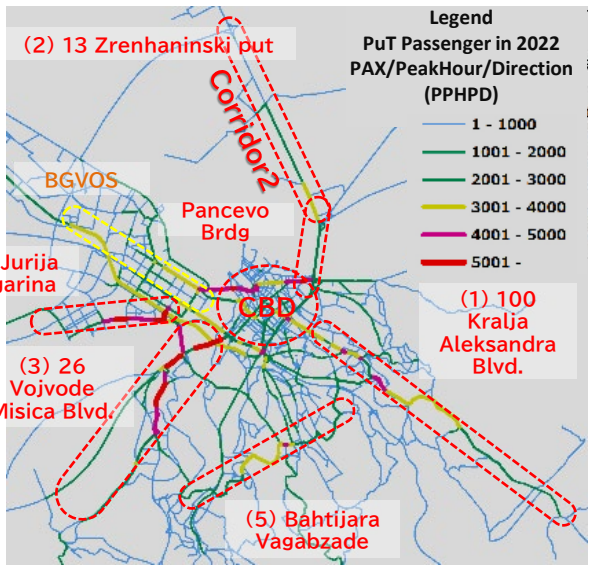 Legend
PuT Passenger in 2022
PAX/PeakHour/Direction
(PPHPD)
1 - 1000
1001 - 2000
2001 - 3000
3001 - 4000
4001 - 5000
5001 -
(2) 13 Zrenhaninski put
Corridor2
BGVOS
Pancevo
Brdg
Jurija
garina
CBD
(1) 100
Kralja
Aleksandra
Blvd.
(3) 26
Vojvode
Misica Blvd.
(5) Bahtijara
Vagabzade